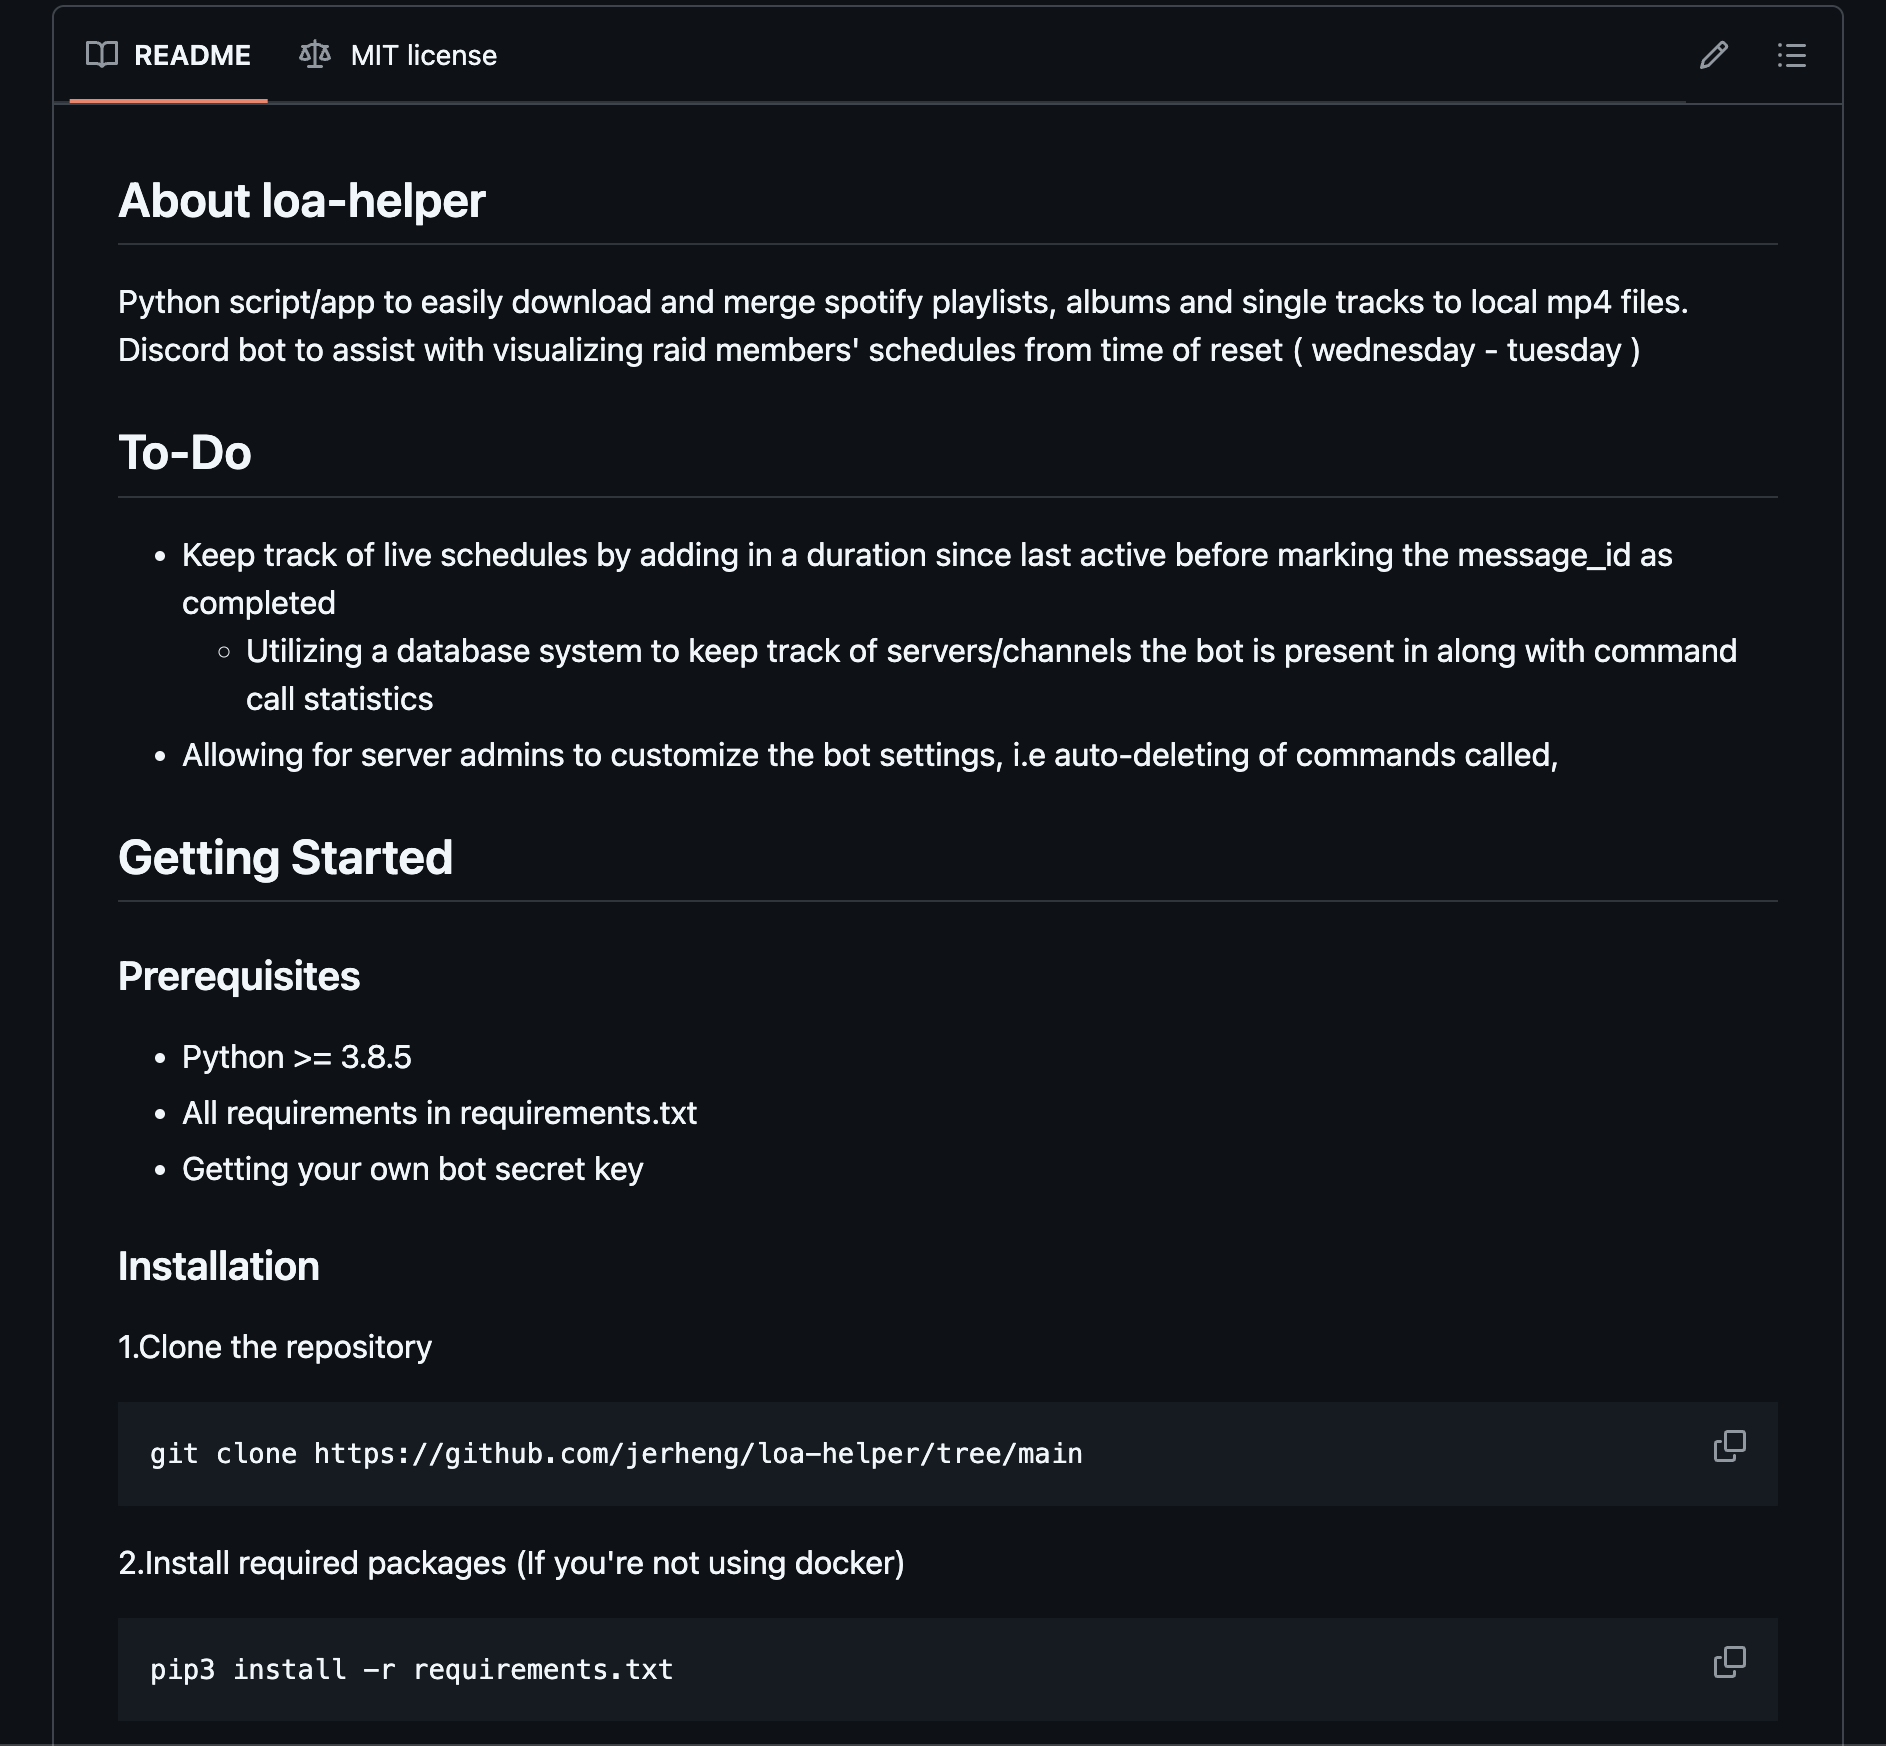 README
MIT license
About loa-helper
Python script/app to easily download and merge spotify playlists, albums and single tracks to local mp4 files.
Discord bot to assist with visualizing raid members' schedules from time of reset ( wednesday - tuesday )
To-Do
• Keep track of live schedules by adding in a duration since last active before marking the message_id as
completed
◦ Utilizing a database system to keep track of servers/channels the bot is present in along with command
call statistics
• Allowing for server admins to customize the bot settings, i.e auto-deleting of commands called,
Getting Started
Prerequisites
• Python >= 3.8.5
• All requirements in requirements.txt
• Getting your own bot secret key
Installation
1.Clone the repository
git clone https://github.com/jerheng/loa-helper/tree/main
2.Install required packages (If you're not using docker)
pip3 install -r requirements.txt